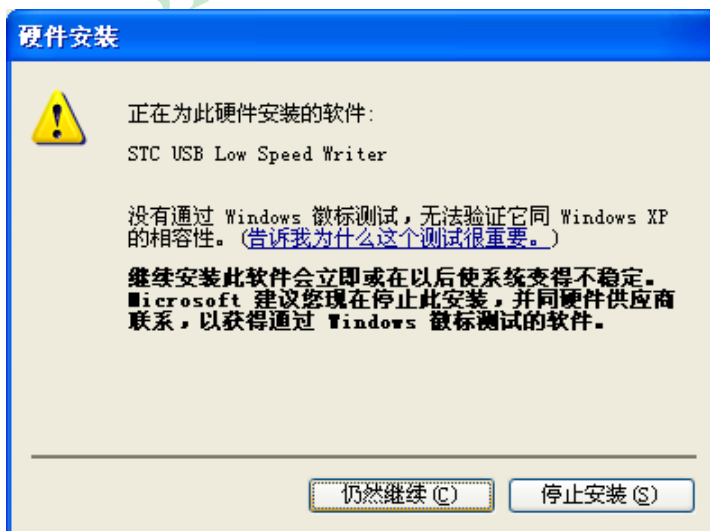 硬件安装
正在为此硬件安装的软件:
STC USB Low Speed Writer
没有通过 Windows 徽标测试，无法验证它同 Windows XP
的相容性。(告诉我为什么这个测试很重要。)
继续安装此软件会立即或在以后使系统变得不稳定。
Microsoft 建议您现在停止此安装，并同硬件供应商
联系，以获得通过 Windows 徽标测试的软件。
仍然继续(C) 停止安装(S)